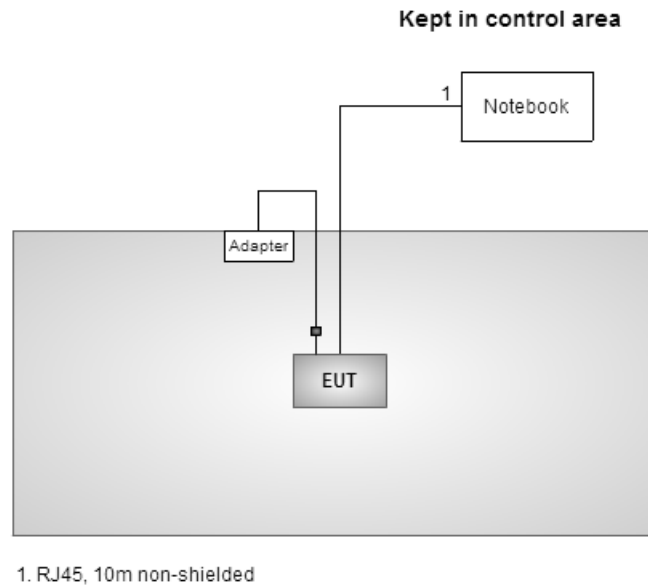 Kept in control area
1
Notebook
Adapter
EUT
1. RJ45, 10m non-shielded